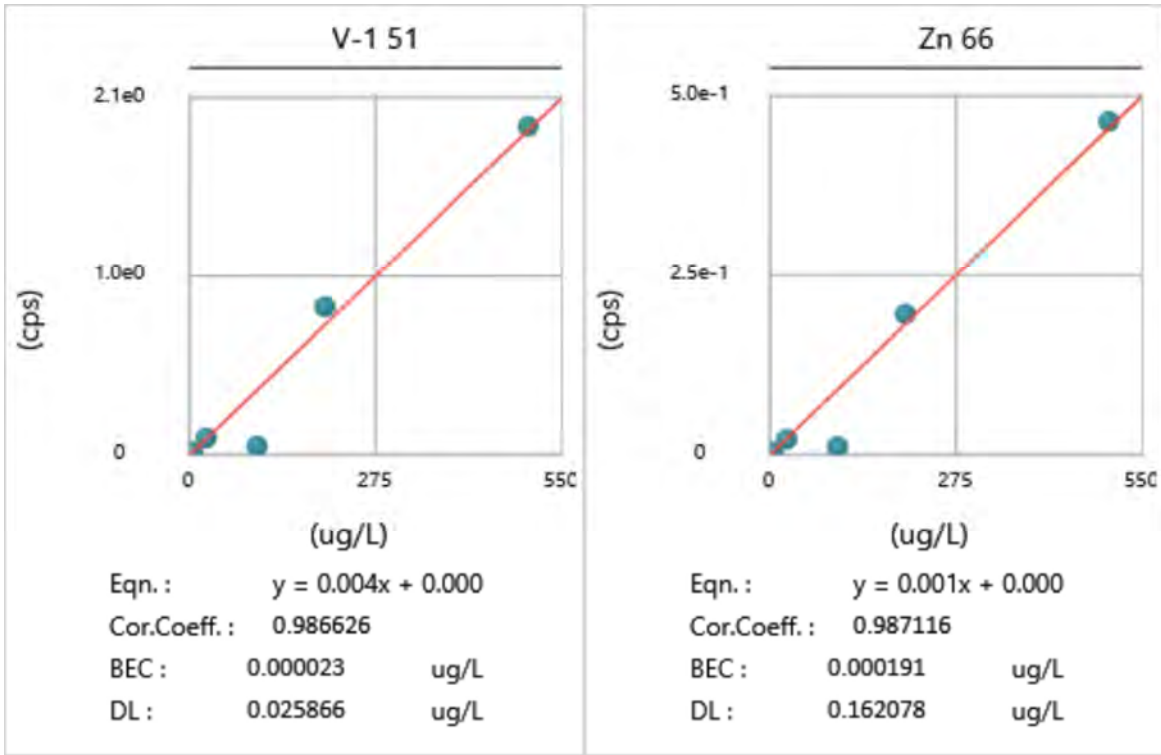 V-1 51
2.1e0
1.0e0
0
(cps)
0 275 550
(ug/L)
Eqn. : y = 0.004x + 0.000
Cor.Coeff. : 0.986626
BEC : 0.000023 ug/L
DL : 0.025866 ug/L
Zn 66
5.0e-1
2.5e-1
0
(cps)
0 275 550
(ug/L)
Eqn. : y = 0.001x + 0.000
Cor.Coeff. : 0.987116
BEC : 0.000191 ug/L
DL : 0.162078 ug/L